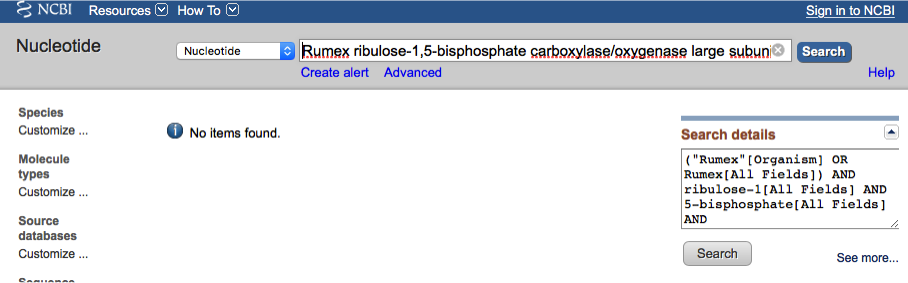 NCBI Resources How To Sign in to NCBI
Nucleotide Nucleotide Rumex ribulose-1,5-bisphosphate carboxylase/oxygenase large subuni Search
Create alert Advanced Help
Species
Customize ...
Molecule
types
Customize ...
Source
databases
Customize ...
No items found.
Search details
("Rumex"[Organism] OR
Rumex[All Fields]) AND
ribulose-1[All Fields] AND
5-bisphosphate[All Fields]
AND
Search See more...